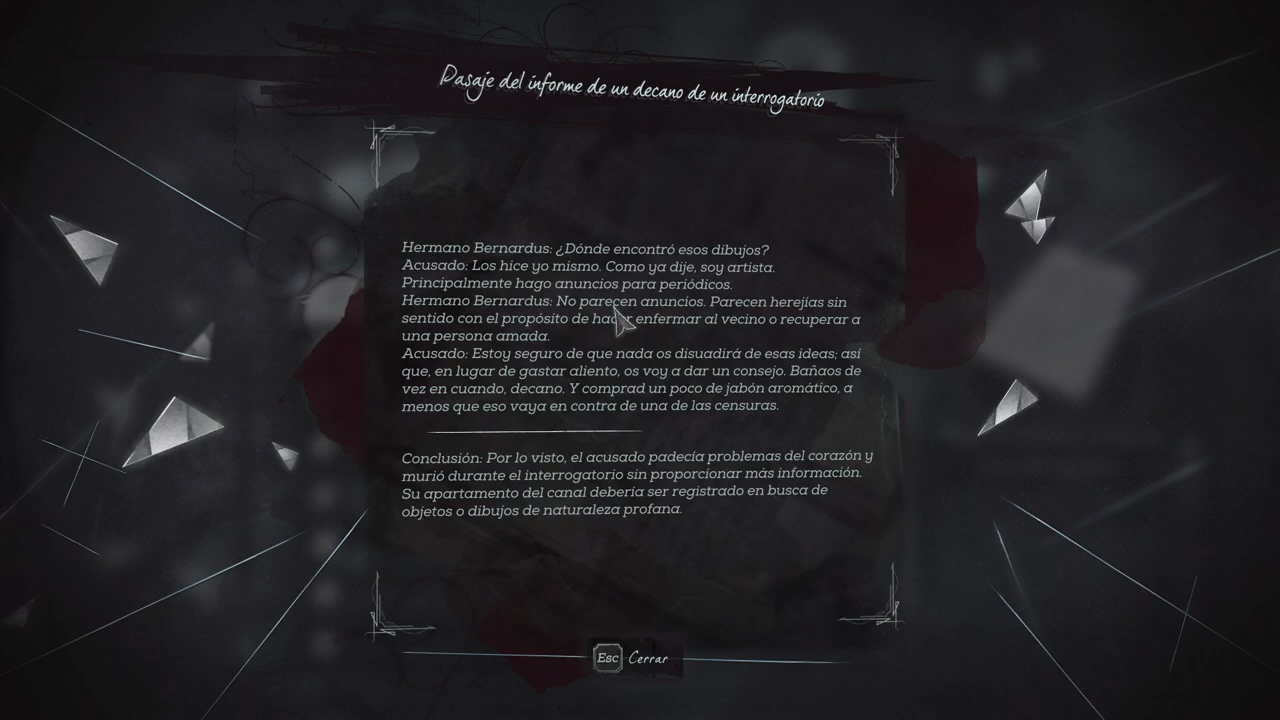 Pasaje del informe de un decano de un interrogatorio
Hermano Bernardus: ¿Dónde encontró esos dibujos?
Acusado: Los hice yo mismo. Como ya dije, soy artista.
Principalmente hago anuncios para periódicos.
Hermano Bernardus: No parecen anuncios. Parecen herejías sin
sentido con el propósito de hacer enfermar al vecino o recuperar a
una persona amada.
Acusado: Estoy seguro de que nada os disuadirá de esas ideas; así
que, en lugar de gastar aliento, os voy a dar un consejo. Bañaos de
vez en cuando, decano. Y comprad un poco de jabón aromático, a
menos que eso vaya en contra de una de las censuras.
Conclusión: Por lo visto, el acusado padecía problemas del corazón y
murió durante el interrogatorio sin proporcionar más información.
Su apartamento del canal debería ser registrado en busca de
objetos o dibujos de naturaleza profana.
Esc Cerrar